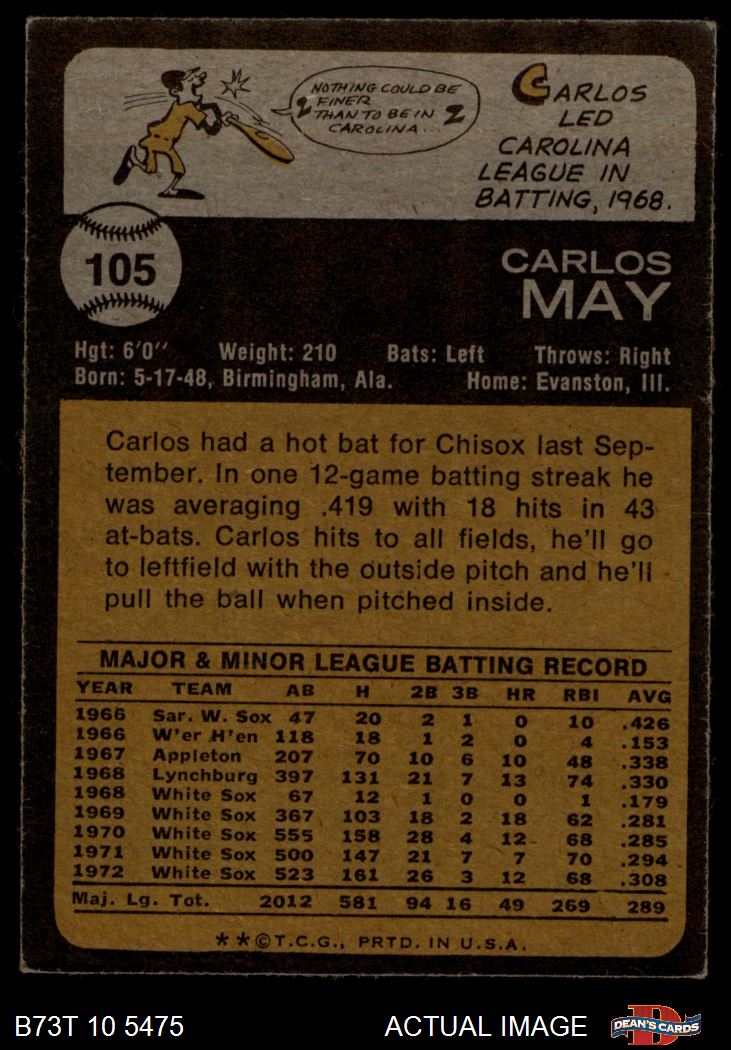 NOTHING COULD BE
FINER
THAN TO BE IN
CAROLINA...
CARLOS
LED
CAROLINA
LEAGUE IN
BATTING, 1968.
105
CARLOS
MAY
Hgt: 6'0" Weight: 210 Bats: Left Throws: Right
Born: 5-17-48, Birmingham, Ala. Home: Evanston, Ill.
Carlos had a hot bat for Chisox last Sep-
tember. In one 12-game batting streak he
was averaging .419 with 18 hits in 43
at-bats. Carlos hits to all fields, he'll go
to leftfield with the outside pitch and he'll
pull the ball when pitched inside.
MAJOR & MINOR LEAGUE BATTING RECORD
YEAR TEAM AB H 2B 3B HR RBI AVG
1966 Sar. W. Sox 47 20 2 1 0 10 .426
1966 W'er H'en 118 18 1 2 0 4 .153
1967 Appleton 207 70 10 6 10 48 .338
1968 Lynchburg 397 131 21 7 13 74 .330
1968 White Sox 67 12 1 0 0 1 .179
1969 White Sox 367 103 18 2 18 62 .281
1970 White Sox 555 158 28 4 12 68 .285
1971 White Sox 500 147 21 7 7 70 .294
1972 White Sox 523 161 26 3 12 68 .308
Maj. Lg. Tot. 2012 581 94 16 49 269 289
**©T.C.G., PRTD. IN U.S.A.
B73T 10 5475 ACTUAL IMAGE DEAN'S CARDS